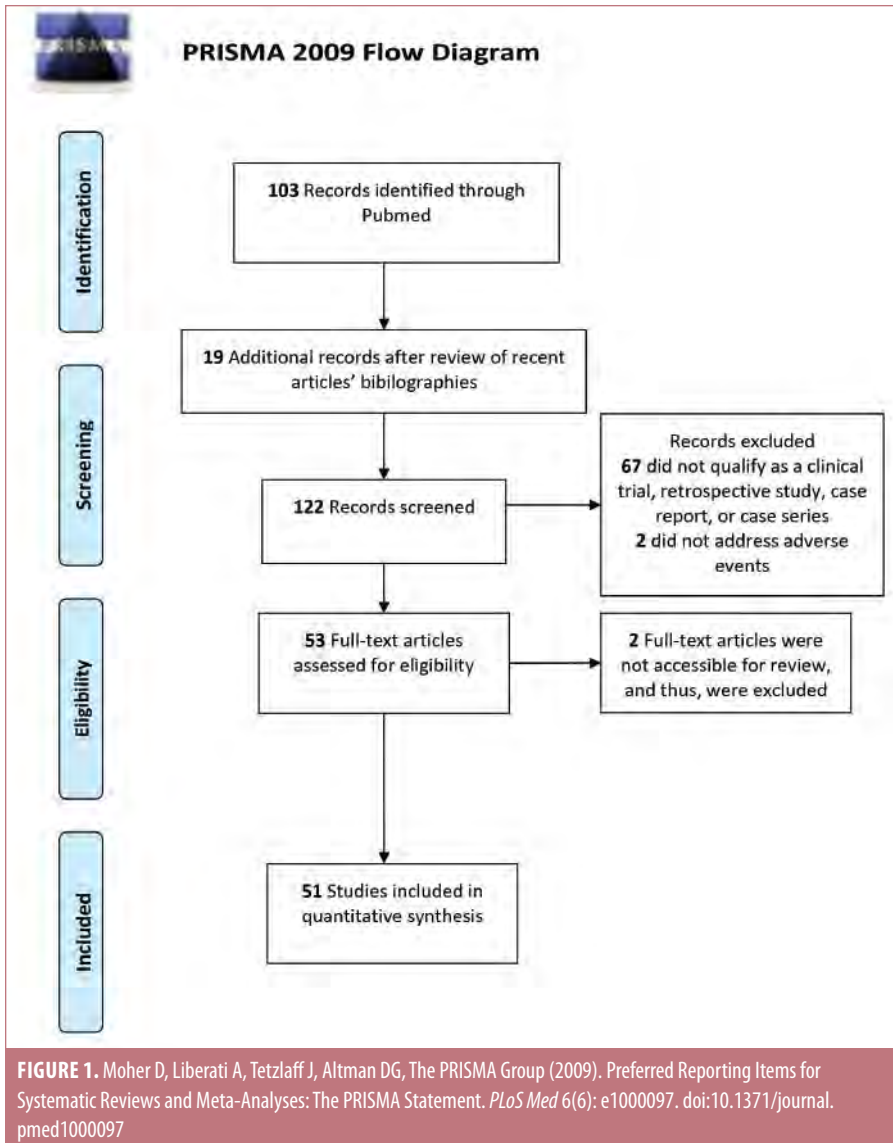 PRISMA
PRISMA 2009 Flow Diagram
Identification
103 Records identified through
Pubmed
19 Additional records after review of recent
articles' bibilographies
Screening
122 Records screened
Records excluded
67 did not qualify as a clinical
trial, retrospective study, case
report, or case series
2 did not address adverse
events
Eligibility
53 Full-text articles
assessed for eligibility
2 Full-text articles were
not accessible for review,
and thus, were excluded
Included
51 Studies included in
quantitative synthesis
FIGURE 1. Moher D, Liberati A, Tetzlaff J, Altman DG, The PRISMA Group (2009). Preferred Reporting Items for
Systematic Reviews and Meta-Analyses: The PRISMA Statement. PLoS Med 6(6): e1000097. doi:10.1371/journal.
pmed1000097